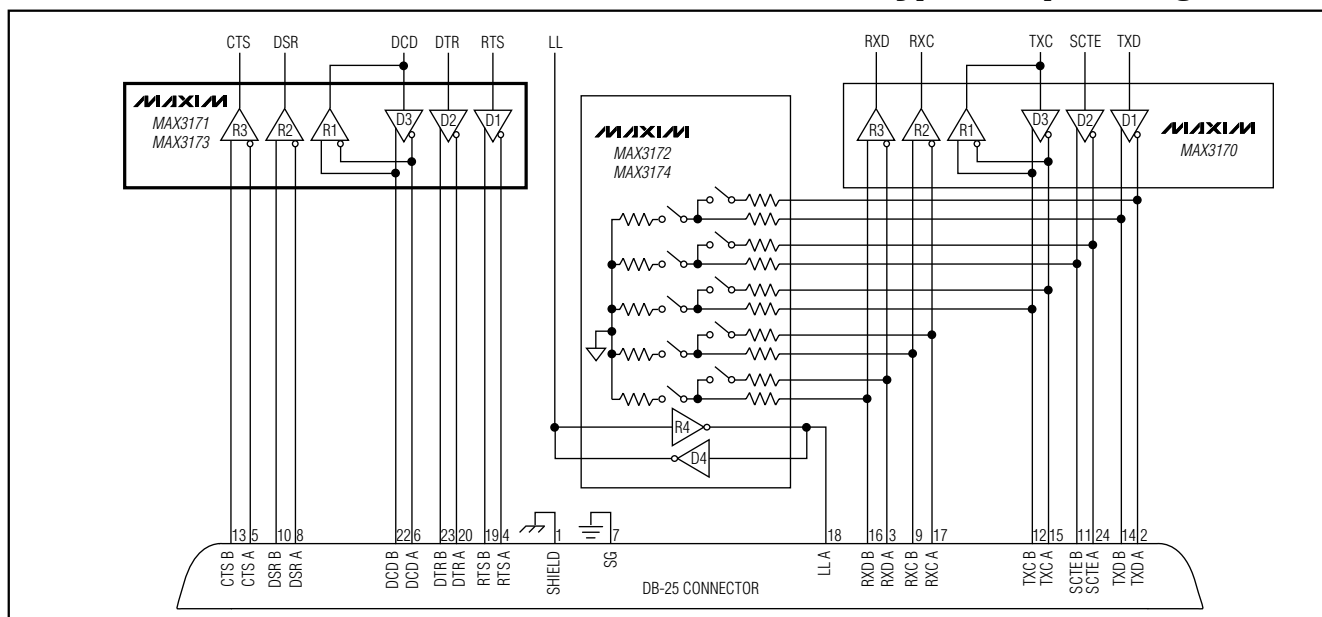 CTS DSR DCD DTR RTS LL RXD RXC TXC SCTE TXD
MAXIM
MAX3171
MAX3173
R3 R2 R1 D3 D2 D1
MAXIM
MAX3172
MAX3174
R3 R2 R1 D3 D2 D1
MAXIM
MAX3170
R4
D4
13 5 10 8 22 6 23 20 19 4 1 7 18 16 3 9 17 12 15 11 24 14 2
CTS B
CTS A
DSR B
DSR A
DCD B
DCD A
DTR B
DTR A
RTS B
RTS A
SHIELD
SG
LL A
RXD B
RXD A
RXC B
RXC A
TXC B
TXC A
SCTE B
SCTE A
TXD B
TXD A
DB-25 CONNECTOR